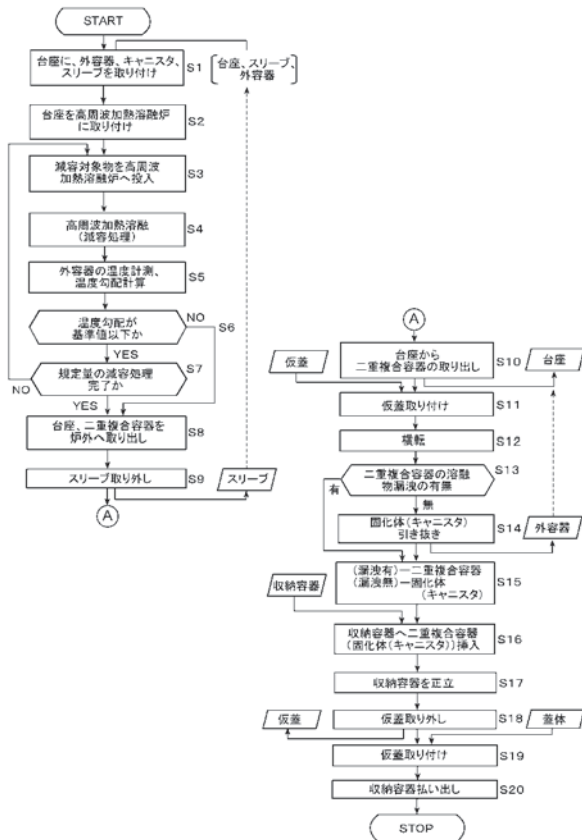 START
台座に、外容器、キャニスタ、
スリーブを取り付け
S1
台座、スリーブ、
外容器
台座を高周波加熱溶融炉
に取り付け
S2
減容対象物を高周波
加熱溶融炉へ投入
S3
高周波加熱溶融
(減容処理)
S4
外容器の温度計測、
温度勾配計算
S5
温度勾配が
基準値以下か
NO
S6
YES
規定量の減容処理
完了か
S7
NO
YES
台座、二重複合容器を
炉外へ取り出し
S8
スリーブ取り外し
S9
スリーブ
A
A
台座から
二重複合容器の取り出し
S10
台座
仮蓋
仮蓋取り付け
S11
横転
S12
二重複合容器の溶融
物漏洩の有無
S13
有
無
固化体(キャニスタ)
引き抜き
S14
外容器
(漏洩有)ー二重複合容器
(漏洩無)ー固化体
(キャニスタ)
S15
収納容器
収納容器へ二重複合容器
(固化体(キャニスタ))挿入
S16
収納容器を正立
S17
仮蓋取り外し
S18
仮蓋
蓋体
仮蓋取り付け
S19
収納容器払い出し
S20
STOP